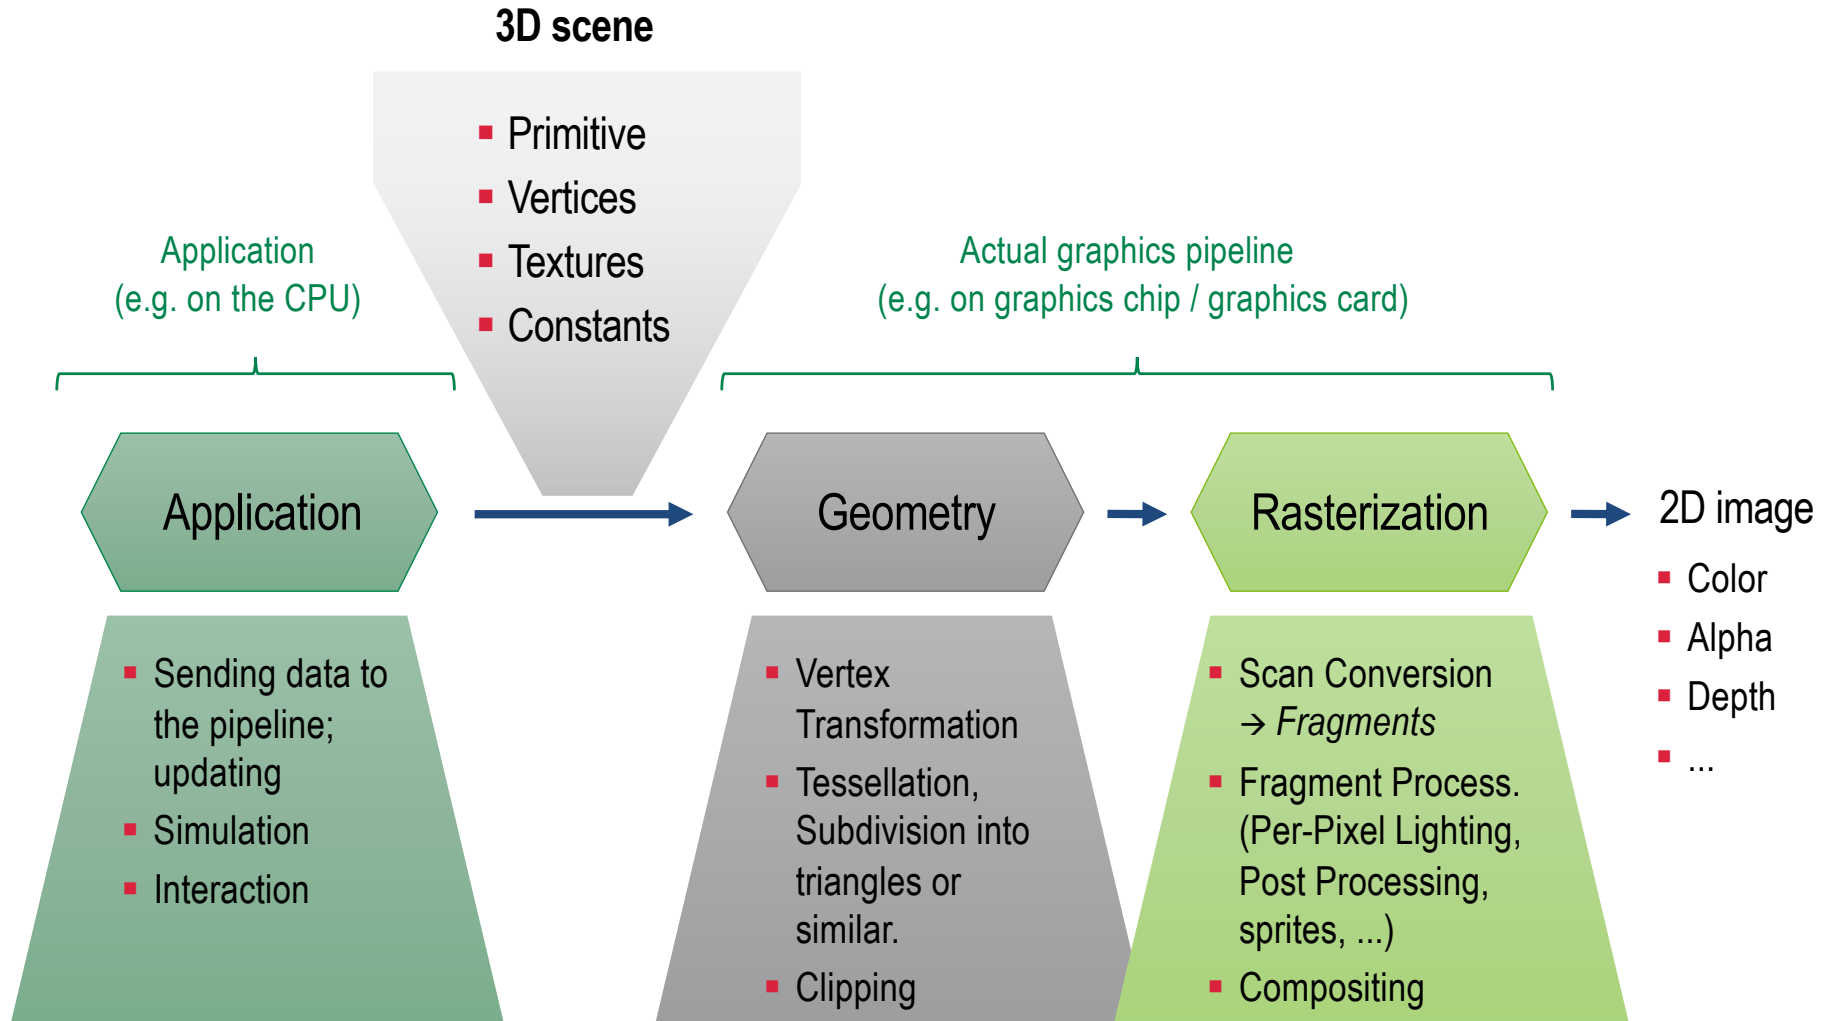 3D scene
▪ Primitive
▪ Vertices
▪ Textures
▪ Constants
Application
(e.g. on the CPU)
Actual graphics pipeline
(e.g. on graphics chip / graphics card)
Application
Geometry
Rasterization
2D image
▪ Color
▪ Alpha
▪ Depth
▪ ...
▪ Sending data to
the pipeline;
updating
▪ Simulation
▪ Interaction
▪ Vertex
Transformation
▪ Tessellation,
Subdivision into
triangles or
similar.
▪ Clipping
▪ Scan Conversion
→ Fragments
▪ Fragment Process.
(Per-Pixel Lighting,
Post Processing,
sprites, ...)
▪ Compositing